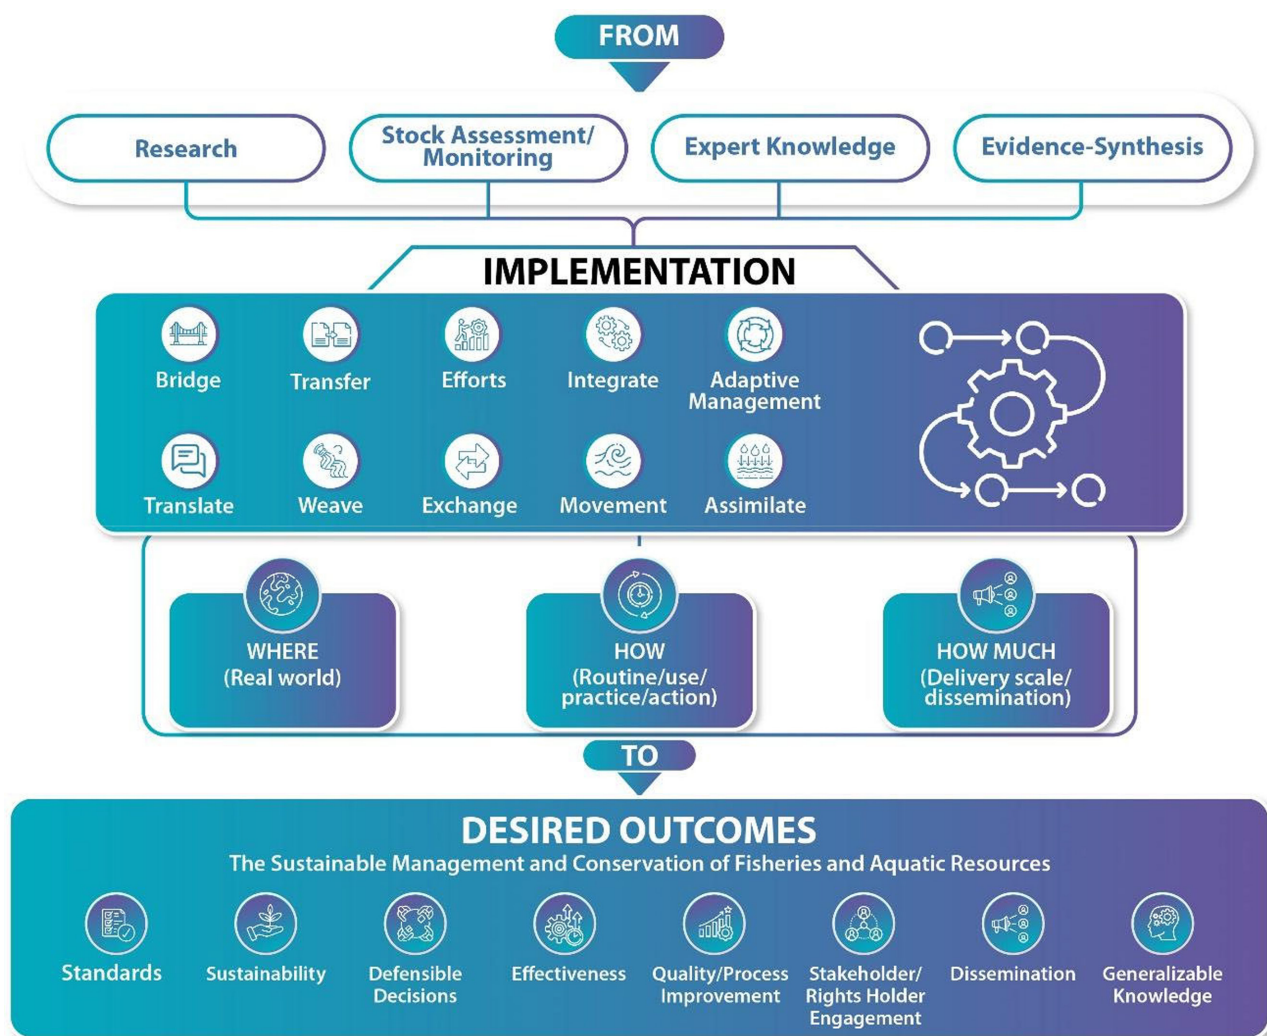 FROM
Research
Stock Assessment/
Monitoring
Expert Knowledge
Evidence-Synthesis
IMPLEMENTATION
Bridge
Transfer
Efforts
Integrate
Adaptive
Management
Translate
Weave
Exchange
Movement
Assimilate
WHERE
(Real world)
HOW
(Routine/use/
practice/action)
HOW MUCH
(Delivery scale/
dissemination)
TO
DESIRED OUTCOMES
The Sustainable Management and Conservation of Fisheries and Aquatic Resources
Standards
Sustainability
Defensible
Decisions
Effectiveness
Quality/Process
Improvement
Stakeholder/
Rights Holder
Engagement
Dissemination
Generalizable
Knowledge